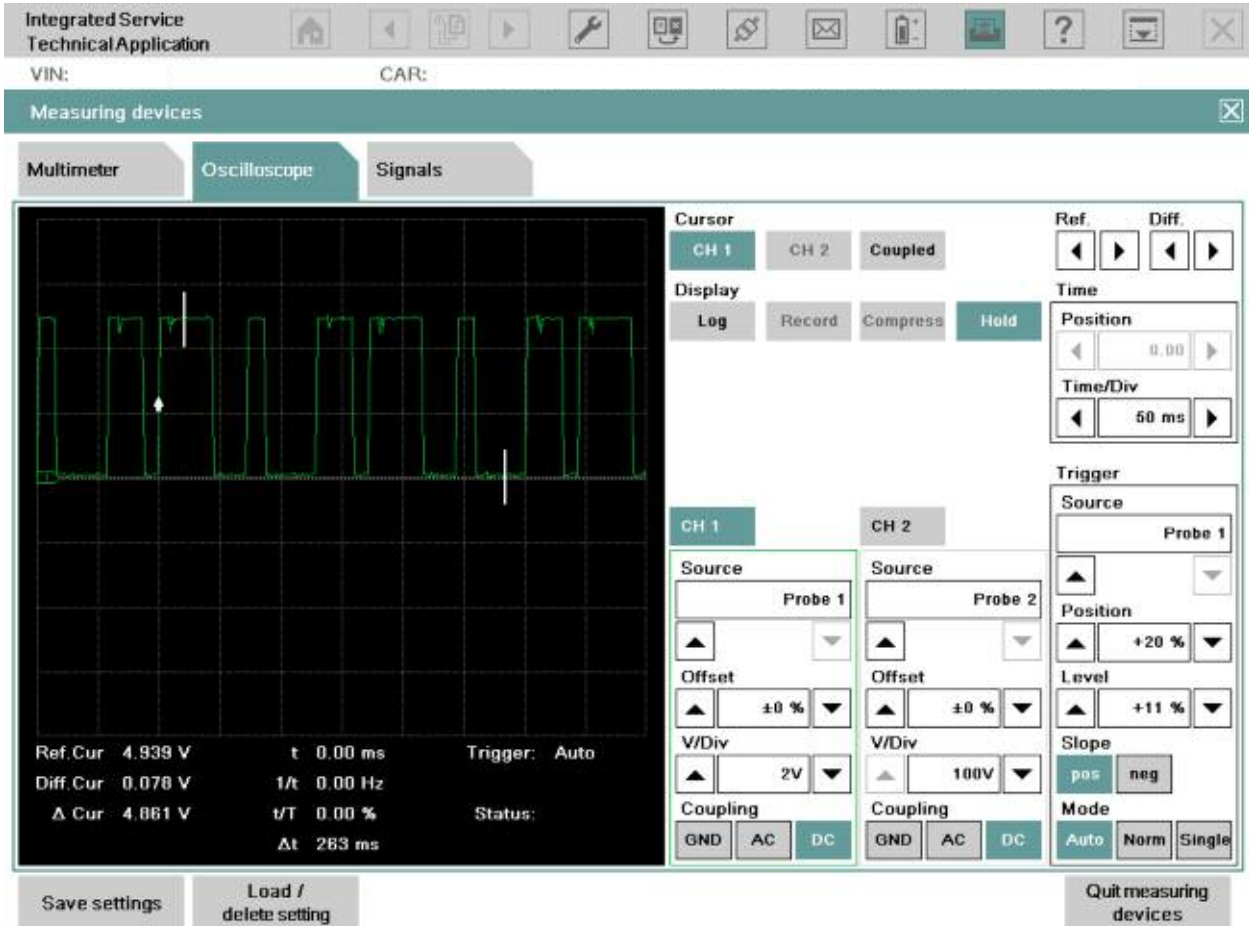 Integrated Service
Technical Application
?
VIN:
CAR:
Measuring devices
Multimeter
Oscilloscope
Signals
Cursor
CH 1
CH 2
Coupled
Display
Log
Record
Compress
Hold
Ref.
Diff.
Time
Position
0.00
Time/Div
50 ms
1
CH 1
CH 2
Source
Probe 1
Offset
±0 %
V/Div
2V
Coupling
GND
AC
DC
Source
Probe 2
Offset
±0 %
V/Div
100V
Coupling
GND
AC
DC
Trigger
Source
Probe 1
Position
+20 %
Level
+11 %
Slope
pos
neg
Mode
Auto
Norm
Single
Ref.Cur 4.939 V
t 0.00 ms
Trigger: Auto
Diff.Cur 0.078 V
1/t 0.00 Hz
Δ Cur 4.861 V
t/T 0.00 %
Status:
Δt 263 ms
Save settings
Load /
delete setting
Quit measuring
devices